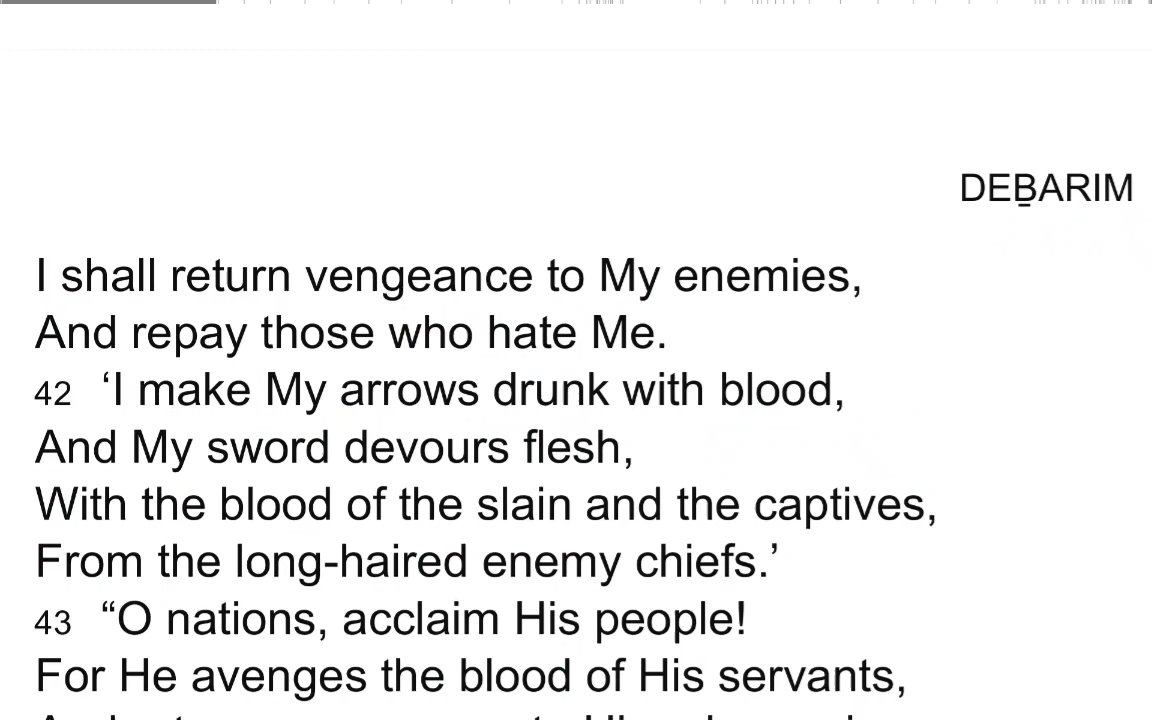 DEḆARIM
I shall return vengeance to My enemies,
And repay those who hate Me.
42 ‘I make My arrows drunk with blood,
And My sword devours flesh,
With the blood of the slain and the captives,
From the long-haired enemy chiefs.’
43 “O nations, acclaim His people!
For He avenges the blood of His servants,